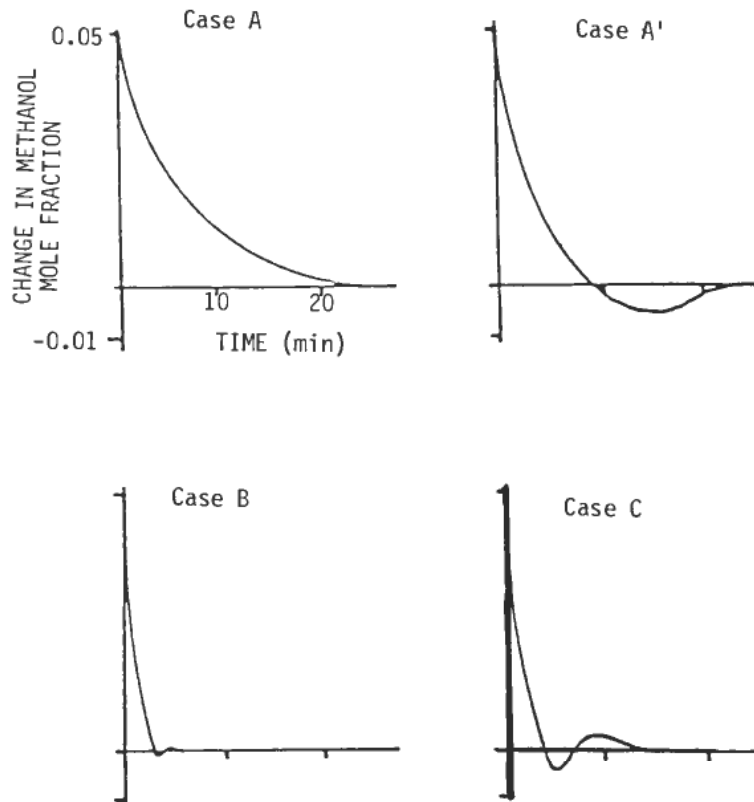 Case A
0.05
CHANGE IN METHANOL
MOLE FRACTION
10
20
-0.01
TIME (min)
Case A'
Case B
Case C